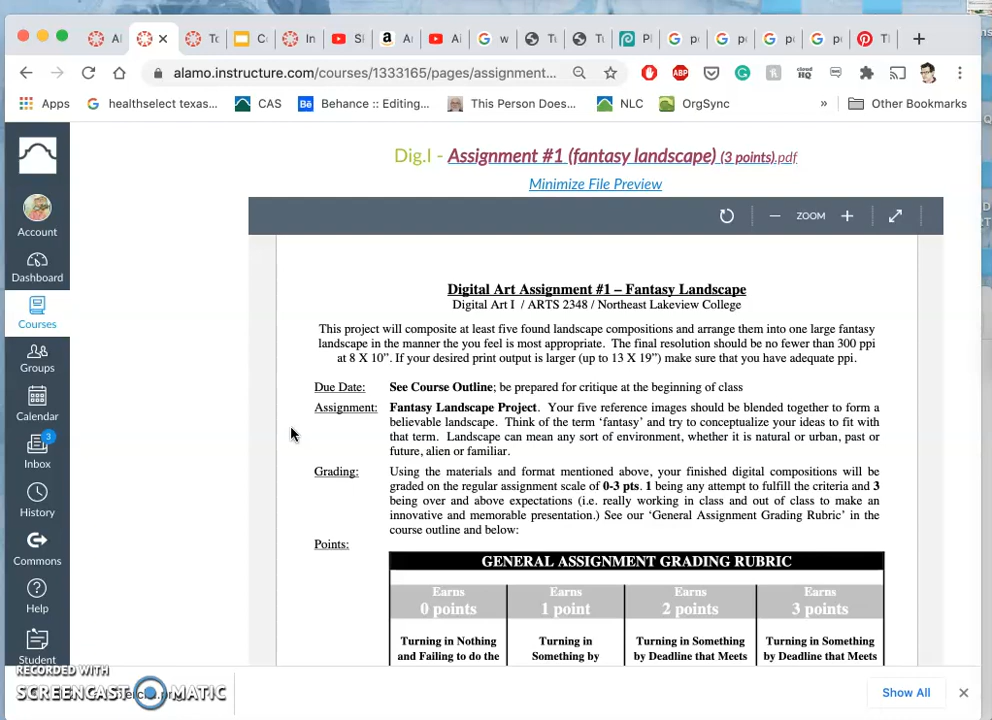 Al
To
C
In
S
A
Ai
w
Tu
Tu
Pl
p
p
p
p
Tl
alamo.instructure.com/courses/1333165/pages/assignment...
Apps
healthselect texas...
CAS
Behance :: Editing...
This Person Does...
NLC
OrgSync
»
Other Bookmarks
Dig.I - Assignment #1 (fantasy landscape) (3 points).pdf
Minimize File Preview
ZOOM
Account
Dashboard
Courses
Groups
Calendar
3
Inbox
History
Commons
Help
Student
Digital Art Assignment #1 – Fantasy Landscape
Digital Art I / ARTS 2348 / Northeast Lakeview College
This project will composite at least five found landscape compositions and arrange them into one large fantasy
landscape in the manner the you feel is most appropriate. The final resolution should be no fewer than 300 ppi
at 8 X 10”. If your desired print output is larger (up to 13 X 19”) make sure that you have adequate ppi.
Due Date: See Course Outline; be prepared for critique at the beginning of class
Assignment: Fantasy Landscape Project. Your five reference images should be blended together to form a
believable landscape. Think of the term ‘fantasy’ and try to conceptualize your ideas to fit with
that term. Landscape can mean any sort of environment, whether it is natural or urban, past or
future, alien or familiar.
Grading: Using the materials and format mentioned above, your finished digital compositions will be
graded on the regular assignment scale of 0-3 pts. 1 being any attempt to fulfill the criteria and 3
being over and above expectations (i.e. really working in class and out of class to make an
innovative and memorable presentation.) See our ‘General Assignment Grading Rubric’ in the
course outline and below:
Points:
GENERAL ASSIGNMENT GRADING RUBRIC
Earns
0 points
Earns
1 point
Earns
2 points
Earns
3 points
Turning in Nothing
and Failing to do the
Turning in
Something by
Turning in Something
by Deadline that Meets
Turning in Something
by Deadline that Meets
RECORDED WITH
SCREENCAST MATIC
Show All